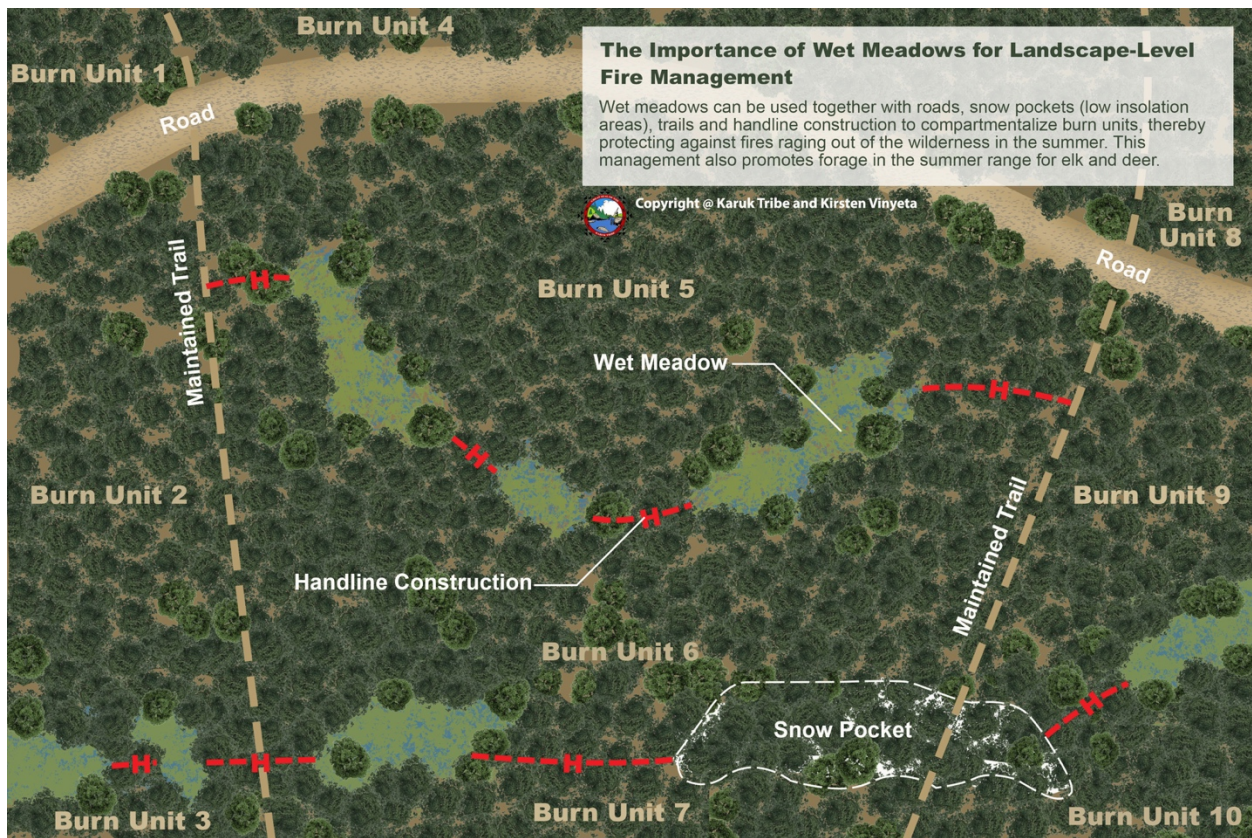 Burn Unit 4
Burn Unit 1
The Importance of Wet Meadows for Landscape-Level
Fire Management
Wet meadows can be used together with roads, snow pockets (low insolation
areas), trails and handline construction to compartmentalize burn units, thereby
protecting against fires raging out of the wilderness in the summer. This
management also promotes forage in the summer range for elk and deer.
Road
Copyright @ Karuk Tribe and Kirsten Vinyeta
Burn
Unit 8
Road
H
Burn Unit 5
Maintained Trail
Wet Meadow
H
H
Burn Unit 2
Burn Unit 9
H
Handline Construction
Maintained Trail
Burn Unit 6
H
Snow Pocket
H
H
H
Burn Unit 3
Burn Unit 7
Burn Unit 10